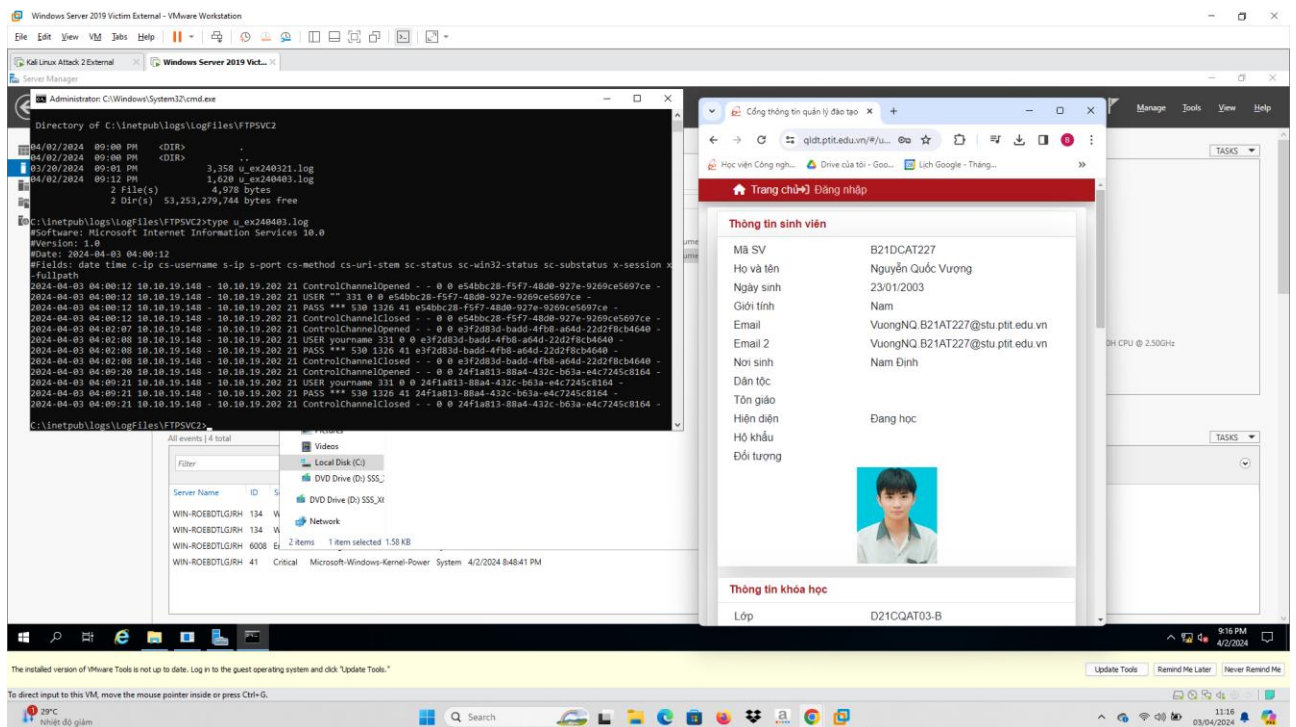 Windows Server 2019 Victim External - VMware Workstation
File Edit View VM Tabs Help
Kali Linux Attack 2 External
Windows Server 2019 Vict...
Server Manager
Manage Tools View Help
TASKS
Administrator: C:\Windows\System32\cmd.exe
Directory of C:\inetpub\logs\LogFiles\FTPSVC2
04/02/2024 09:00 PM <DIR> .
04/02/2024 09:00 PM <DIR> ..
03/20/2024 09:01 PM 3,358 u_ex240321.log
04/02/2024 09:12 PM 1,620 u_ex240403.log
2 File(s) 4,978 bytes
2 Dir(s) 53,253,279,744 bytes free
C:\inetpub\logs\LogFiles\FTPSVC2>type u_ex240403.log
#Software: Microsoft Internet Information Services 10.0
#Version: 1.0
#Date: 2024-04-03 04:00:12
#Fields: date time c-ip cs-username s-ip s-port cs-method cs-uri-stem sc-status sc-win32-status sc-substatus x-session x
-fullpath
2024-04-03 04:00:12 10.10.19.148 - 10.10.19.202 21 ControlChannelOpened - - 0 0 e54bbc28-f5f7-48d0-927e-9269ce5697ce -
2024-04-03 04:00:12 10.10.19.148 - 10.10.19.202 21 USER "" 331 0 0 e54bbc28-f5f7-48d0-927e-9269ce5697ce -
2024-04-03 04:00:12 10.10.19.148 - 10.10.19.202 21 PASS *** 530 1326 41 e54bbc28-f5f7-48d0-927e-9269ce5697ce -
2024-04-03 04:00:12 10.10.19.148 - 10.10.19.202 21 ControlChannelClosed - - 0 0 e54bbc28-f5f7-48d0-927e-9269ce5697ce -
2024-04-03 04:02:07 10.10.19.148 - 10.10.19.202 21 ControlChannelOpened - - 0 0 e3f2d83d-badd-4fb8-a64d-22d2f8cb4640 -
2024-04-03 04:02:08 10.10.19.148 - 10.10.19.202 21 USER yourname 331 0 0 e3f2d83d-badd-4fb8-a64d-22d2f8cb4640 -
2024-04-03 04:02:08 10.10.19.148 - 10.10.19.202 21 PASS *** 530 1326 41 e3f2d83d-badd-4fb8-a64d-22d2f8cb4640 -
2024-04-03 04:02:08 10.10.19.148 - 10.10.19.202 21 ControlChannelClosed - - 0 0 e3f2d83d-badd-4fb8-a64d-22d2f8cb4640 -
2024-04-03 04:09:20 10.10.19.148 - 10.10.19.202 21 ControlChannelOpened - - 0 0 24f1a813-88a4-432c-b63a-e4c7245c8164 -
2024-04-03 04:09:21 10.10.19.148 - 10.10.19.202 21 USER yourname 331 0 0 24f1a813-88a4-432c-b63a-e4c7245c8164 -
2024-04-03 04:09:21 10.10.19.148 - 10.10.19.202 21 PASS *** 530 1326 41 24f1a813-88a4-432c-b63a-e4c7245c8164 -
2024-04-03 04:09:21 10.10.19.148 - 10.10.19.202 21 ControlChannelClosed - - 0 0 24f1a813-88a4-432c-b63a-e4c7245c8164 -
C:\inetpub\logs\LogFiles\FTPSVC2>
Cổng thông tin quản lý đào tạo
qldt.ptit.edu.vn/#/u...
Học viện Công ngh...
Drive của tôi - Goo...
Lịch Google - Tháng...
Trang chủ Đăng nhập
Thông tin sinh viên
Mã SV B21DCAT227
Họ và tên Nguyễn Quốc Vượng
Ngày sinh 23/01/2003
Giới tính Nam
Email VuongNQ.B21AT227@stu.ptit.edu.vn
Email 2 VuongNQ.B21AT227@stu.ptit.edu.vn
Nơi sinh Nam Định
Dân tộc
Tôn giáo
Hiện diện Đang học
Hộ khẩu
Đối tượng
Thông tin khóa học
Lớp D21CQAT03-B
0H CPU @ 2.50GHz
TASKS
All events | 4 total
Filter
Server Name ID S
WIN-ROEBDTLGJRH 134 W
WIN-ROEBDTLGJRH 134 W
WIN-ROEBDTLGJRH 6008 Er
WIN-ROEBDTLGJRH 41 Critical Microsoft-Windows-Kernel-Power System 4/2/2024 8:48:41 PM
Videos
Local Disk (C:)
DVD Drive (D:) SSS_
DVD Drive (D:) SSS_X
Network
2 items 1 item selected 1.58 KB
9:16 PM
4/2/2024
The installed version of VMware Tools is not up to date. Log in to the guest operating system and click "Update Tools."
Update Tools
Remind Me Later
Never Remind Me
To direct input to this VM, move the mouse pointer inside or press Ctrl+G.
29°C
Nhiệt độ giảm
Search
11:16
03/04/2024